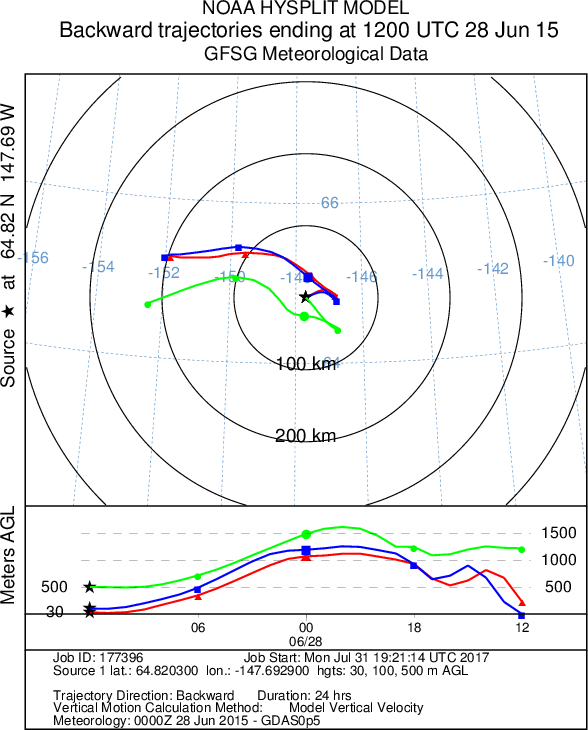 NOAA HYSPLIT MODEL
Backward trajectories ending at 1200 UTC 28 Jun 15
GFSG Meteorological Data
Source ★ at 64.82 N 147.69 W
66
-156
-154
-152
-150
-146
-144
-142
-140
100 km
64
200 km
Meters AGL
1500
1000
500
500
30
06
00
18
12
06/28
Job ID: 177396 Job Start: Mon Jul 31 19:21:14 UTC 2017
Source 1 lat.: 64.820300 lon.: -147.692900 hgts: 30, 100, 500 m AGL
Trajectory Direction: Backward Duration: 24 hrs
Vertical Motion Calculation Method: Model Vertical Velocity
Meteorology: 0000Z 28 Jun 2015 - GDAS0p5